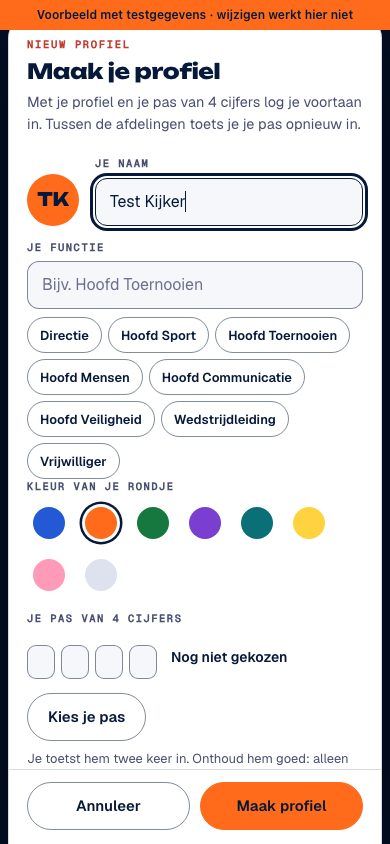 Voorbeeld met testgegevens · wijzigen werkt hier niet
NIEUW PROFIEL
Maak je profiel
Met je profiel en je pas van 4 cijfers log je voortaan
in. Tussen de afdelingen toets je je pas opnieuw in.
JE NAAM
TK
Test Kijker
JE FUNCTIE
Bijv. Hoofd Toernooien
Directie Hoofd Sport Hoofd Toernooien
Hoofd Mensen Hoofd Communicatie
Hoofd Veiligheid Wedstrijdleiding
Vrijwilliger
KLEUR VAN JE RONDJE
JE PAS VAN 4 CIJFERS
Nog niet gekozen
Kies je pas
Je toetst hem twee keer in. Onthoud hem goed: alleen
Annuleer Maak profiel